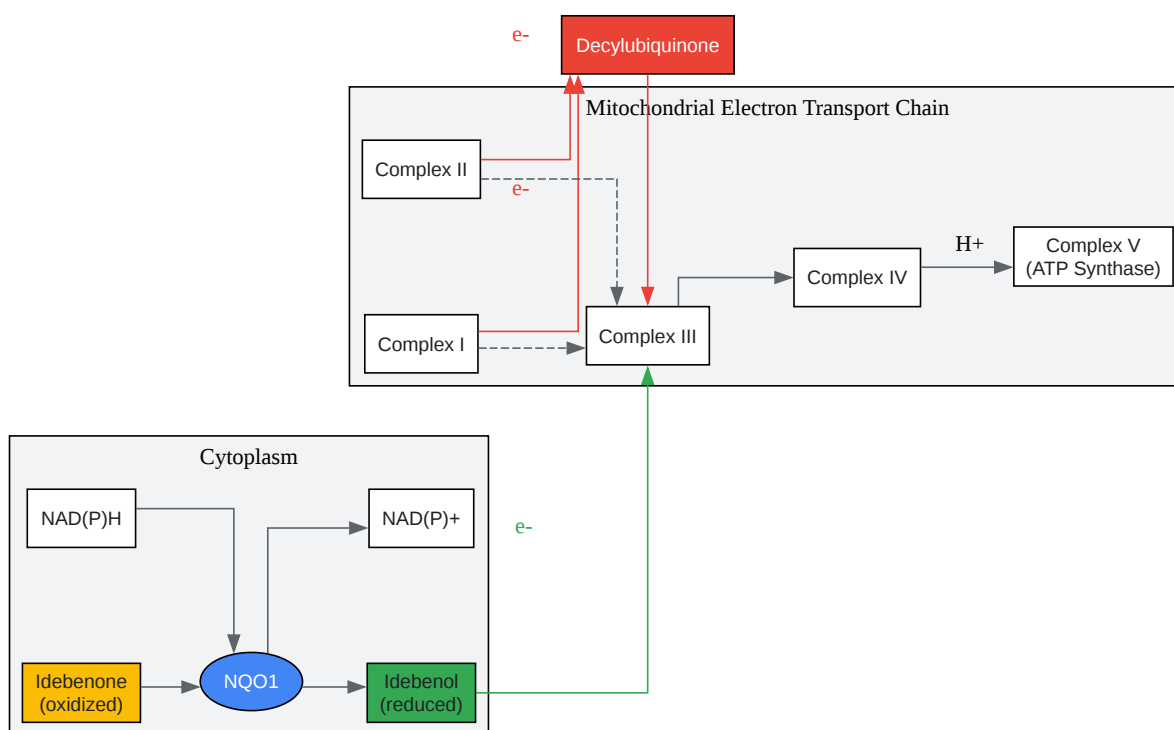 e-
Decylubiquinone
Mitochondrial Electron Transport Chain
Complex II
e-
H+
Complex V
(ATP Synthase)
Complex IV
Complex I
Complex III
Cytoplasm
NAD(P)H
NAD(P)+
e-
Idebenone
(oxidized)
NQO1
Idebenol
(reduced)